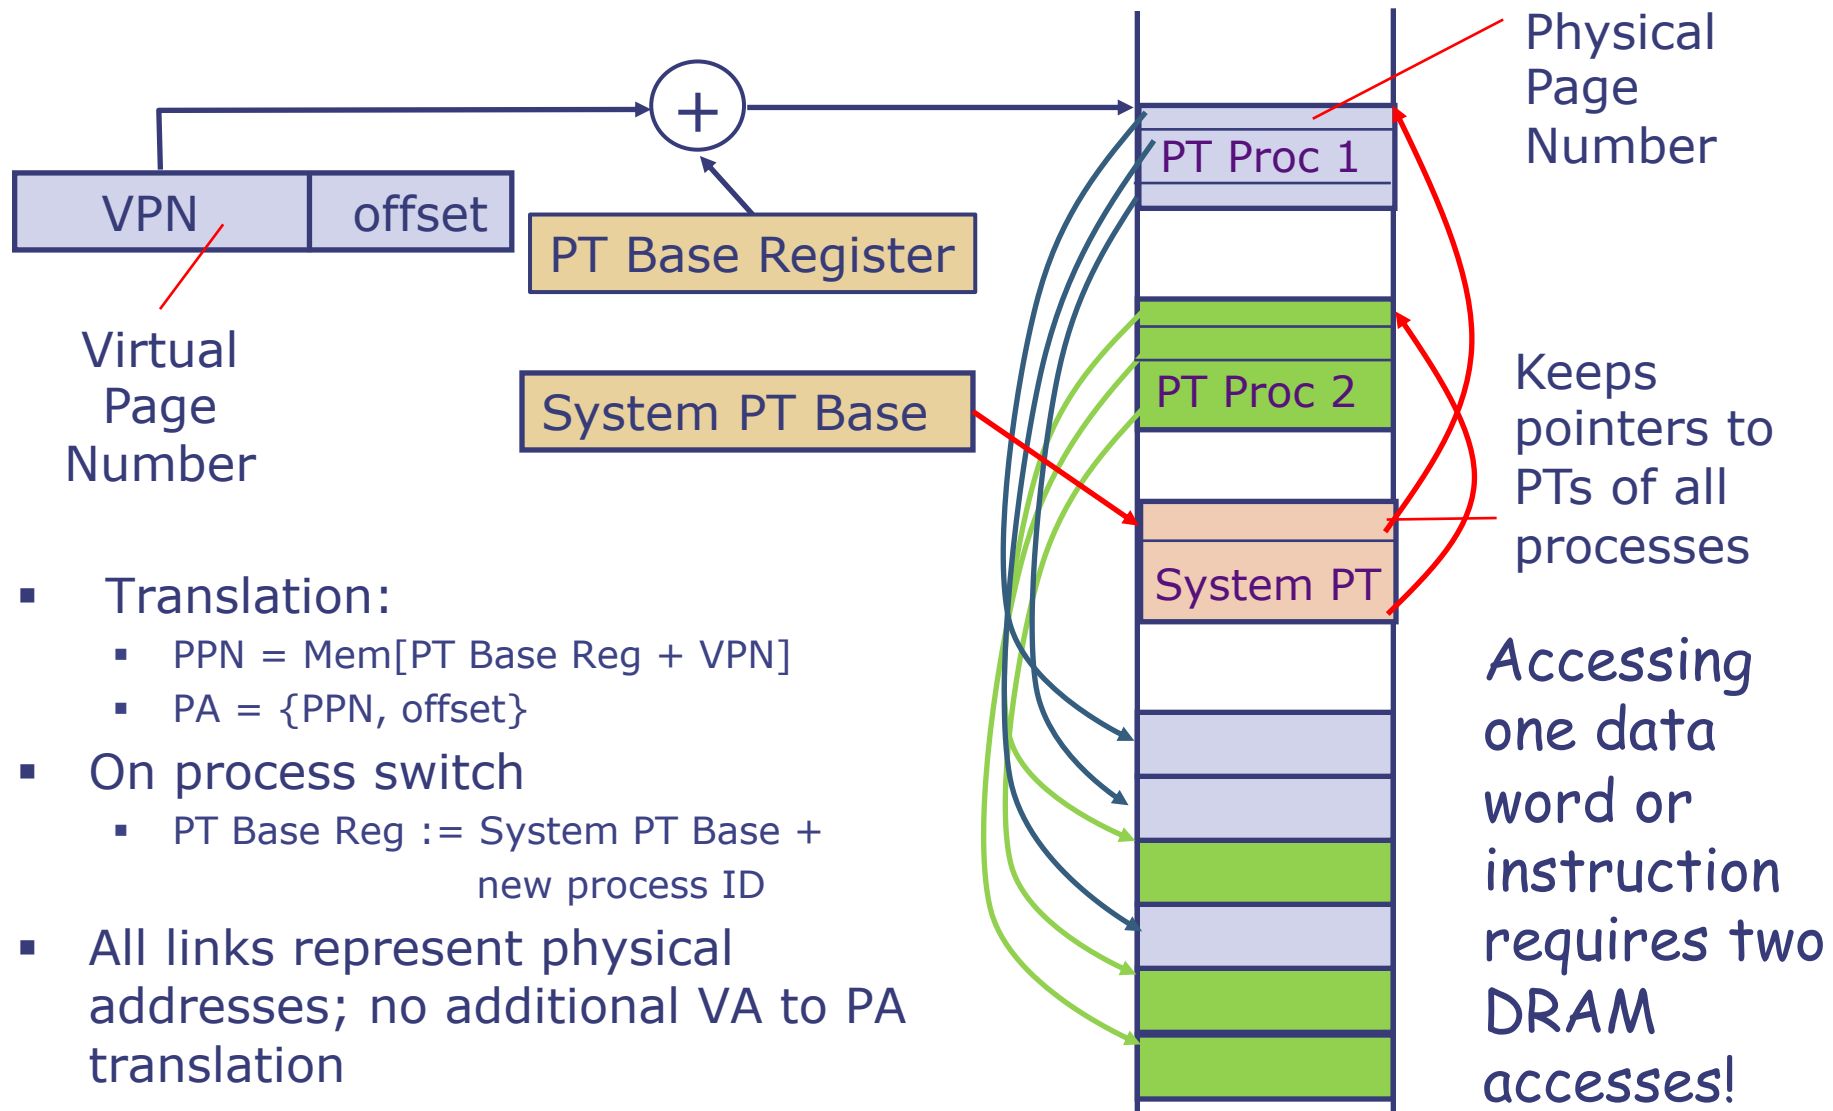 Physical
Page
Number
+
PT Proc 1
VPN
offset
PT Base Register
Virtual
Page
Number
System PT Base
PT Proc 2
Keeps
pointers to
PTs of all
processes
System PT
▪ Translation:
▪ PPN = Mem[PT Base Reg + VPN]
▪ PA = {PPN, offset}
▪ On process switch
▪ PT Base Reg := System PT Base +
new process ID
▪ All links represent physical
addresses; no additional VA to PA
translation
Accessing
one data
word or
instruction
requires two
DRAM
accesses!